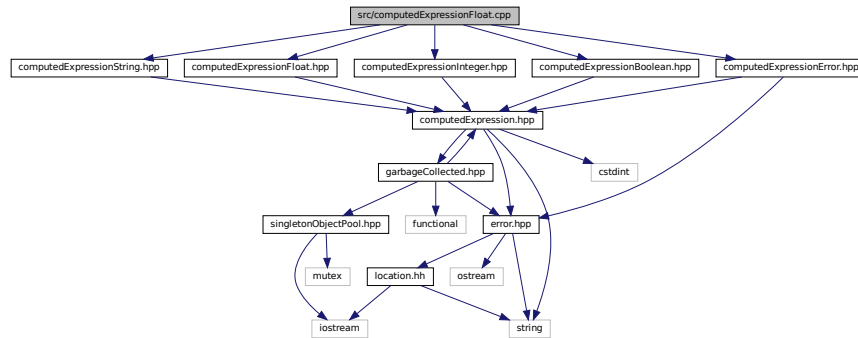 src/computedExpressionFloat.cpp
computedExpressionString.hpp
computedExpressionFloat.hpp
computedExpressionInteger.hpp
computedExpressionBoolean.hpp
computedExpressionError.hpp
computedExpression.hpp
garbageCollected.hpp
cstdint
singletonObjectPool.hpp
functional
error.hpp
mutex
location.hh
ostream
iostream
string